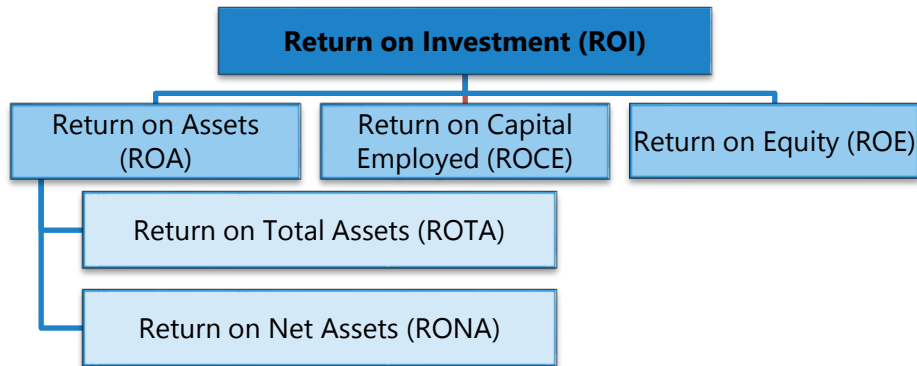 Return on Investment (ROI)
Return on Assets
(ROA)
Return on Capital
Employed (ROCE)
Return on Equity (ROE)
Return on Total Assets (ROTA)
Return on Net Assets (RONA)